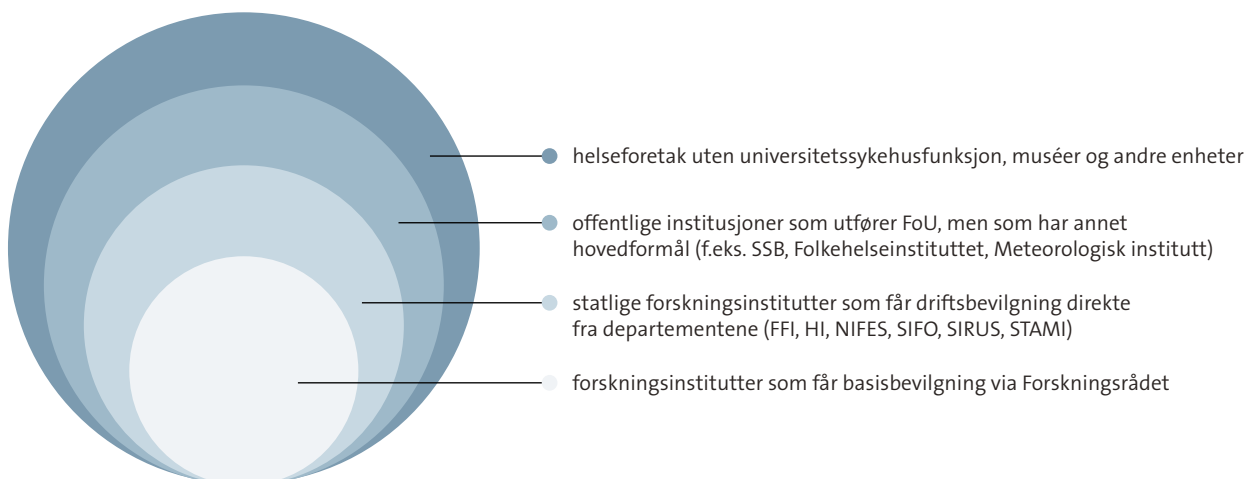 helseforetak uten universitetssykehusfunksjon, muséer og andre enheter
offentlige institusjoner som utfører FoU, men som har annet
hovedformål (f.eks. SSB, Folkehelseinstituttet, Meteorologisk institutt)
statlige forskningsinstitutter som får driftsbevilgning direkte
fra departementene (FFI, HI, NIFES, SIFO, SIRUS, STAMI)
forskningsinstitutter som får basisbevilgning via Forskningsrådet